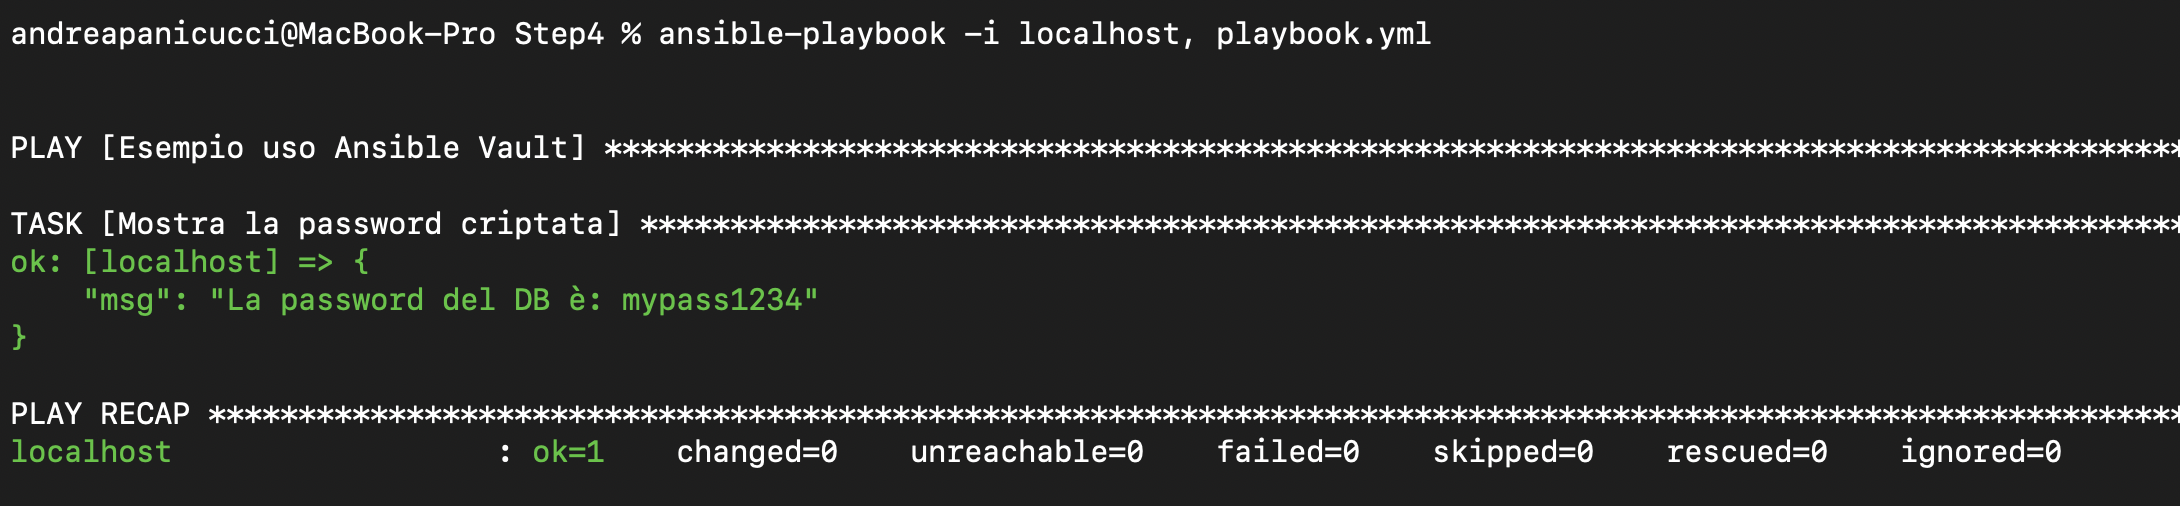 andreapanicucci@MacBook-Pro Step4 % ansible-playbook -i localhost, playbook.yml
PLAY [Esempio uso Ansible Vault] ****************************************************************************************
TASK [Mostra la password criptata] **************************************************************************************
ok: [localhost] => {
    "msg": "La password del DB è: mypass1234"
}
PLAY RECAP **************************************************************************************************************
localhost                  : ok=1    changed=0    unreachable=0    failed=0    skipped=0    rescued=0    ignored=0